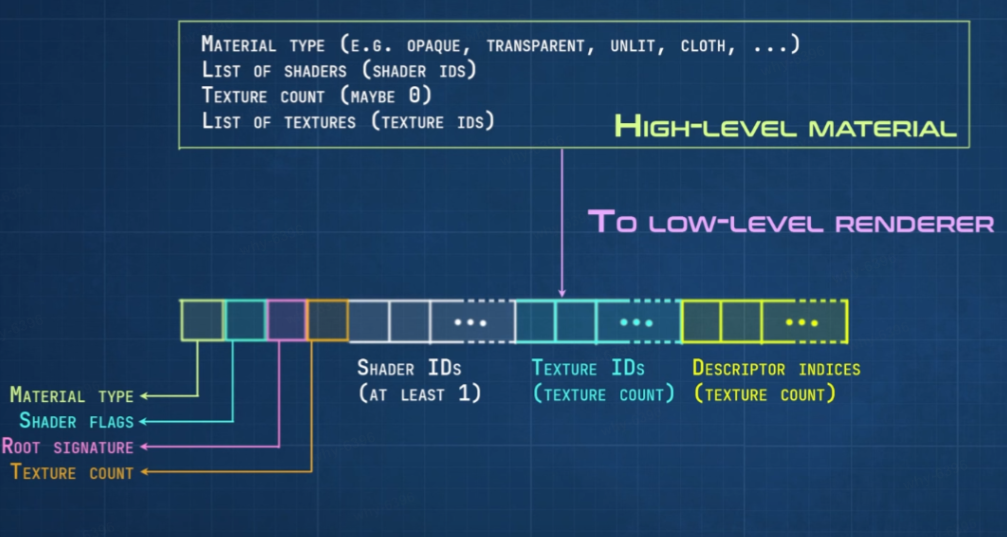 Material type (e.g. opaque, transparent, unlit, cloth, ...)
List of shaders (shader ids)
Texture count (maybe 0)
List of textures (texture ids)
High-level material
To low-level renderer
...
...
...
Shader IDs
(at least 1)
Texture IDs
(texture count)
Descriptor indices
(texture count)
Material type
Shader flags
Root signature
Texture count